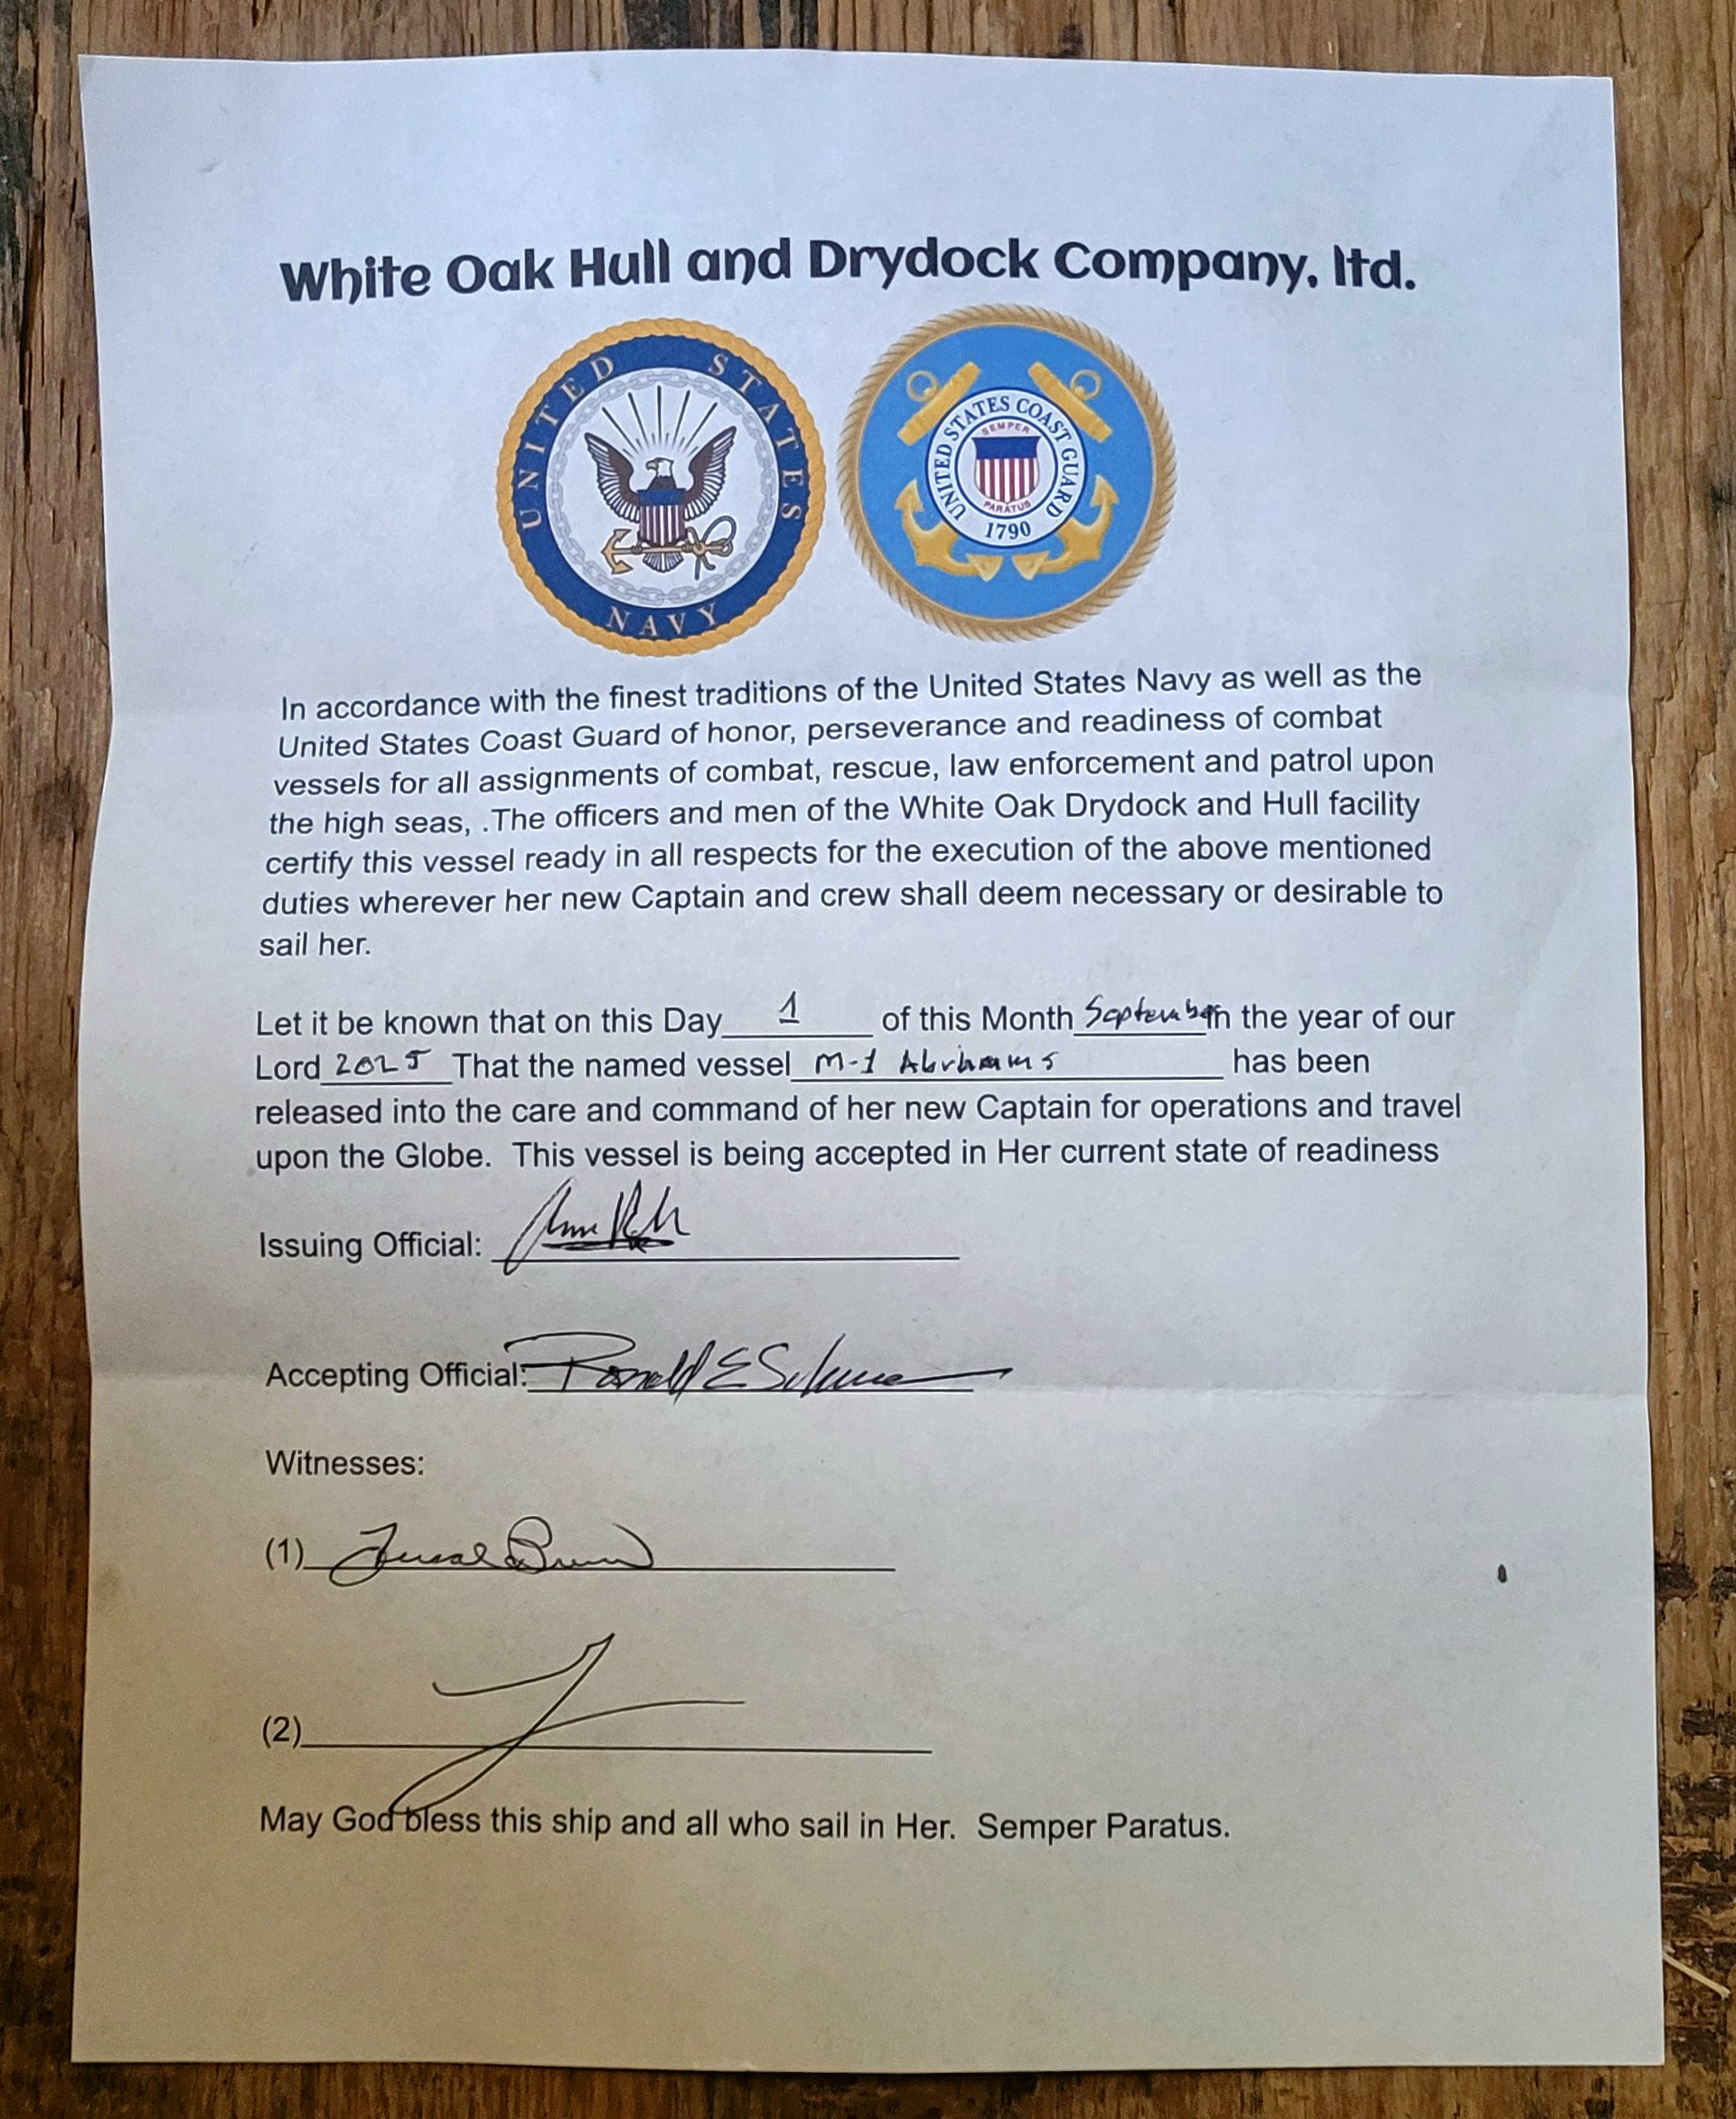 White Oak Hull and Drydock Company, ltd.
UNITED STATES
NAVY
UNITED STATES COAST GUARD
SEMPER
PARATUS
1790
In accordance with the finest traditions of the United States Navy as well as the
United States Coast Guard of honor, perseverance and readiness of combat
vessels for all assignments of combat, rescue, law enforcement and patrol upon
the high seas, .The officers and men of the White Oak Drydock and Hull facility
certify this vessel ready in all respects for the execution of the above mentioned
duties wherever her new Captain and crew shall deem necessary or desirable to
sail her.
Let it be known that on this Day 1 of this Month September in the year of our
Lord 2025 That the named vessel M-1 Abrhams has been
released into the care and command of her new Captain for operations and travel
upon the Globe. This vessel is being accepted in Her current state of readiness
Issuing Official:
Accepting Official: Ronald E
Witnesses:
(1)
(2)
May God bless this ship and all who sail in Her. Semper Paratus.